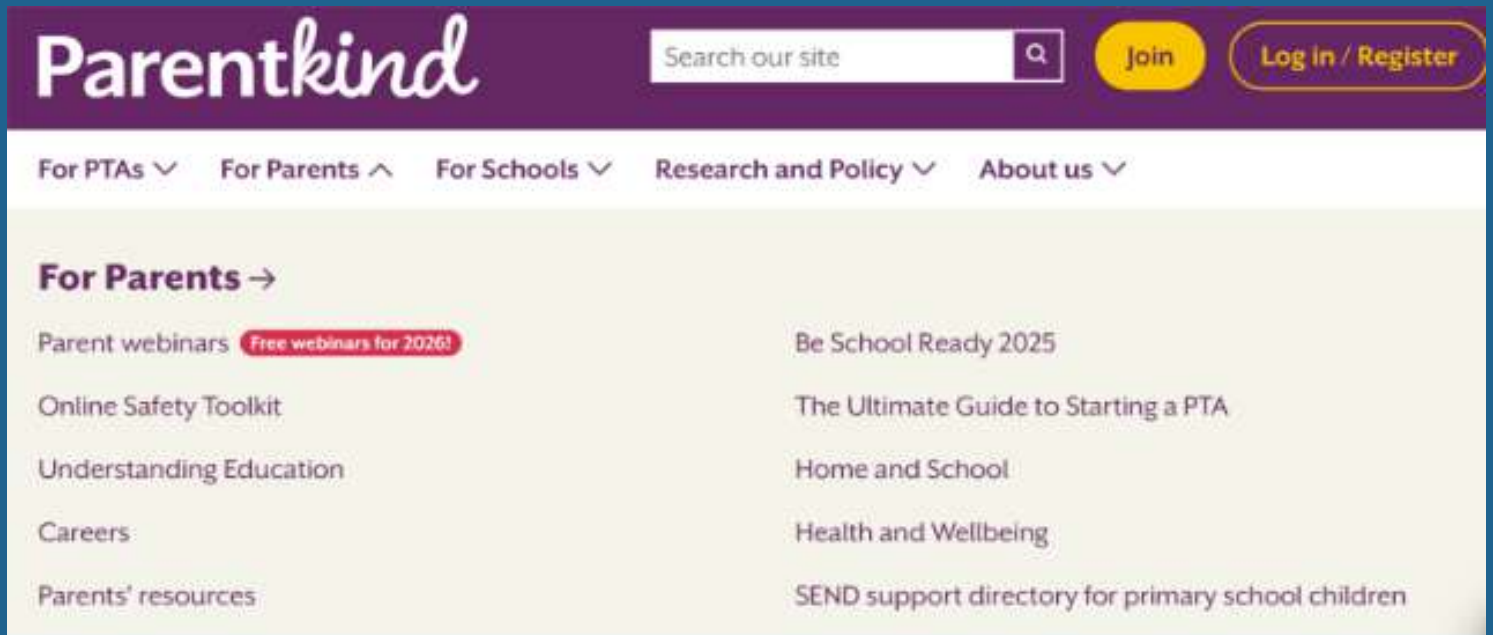 Parentkind
Search our site
Join
Log in / Register
For PTAs
For Parents
For Schools
Research and Policy
About us
For Parents →
Parent webinars Free webinars for 2026!
Online Safety Toolkit
Understanding Education
Careers
Parents' resources
Be School Ready 2025
The Ultimate Guide to Starting a PTA
Home and School
Health and Wellbeing
SEND support directory for primary school children